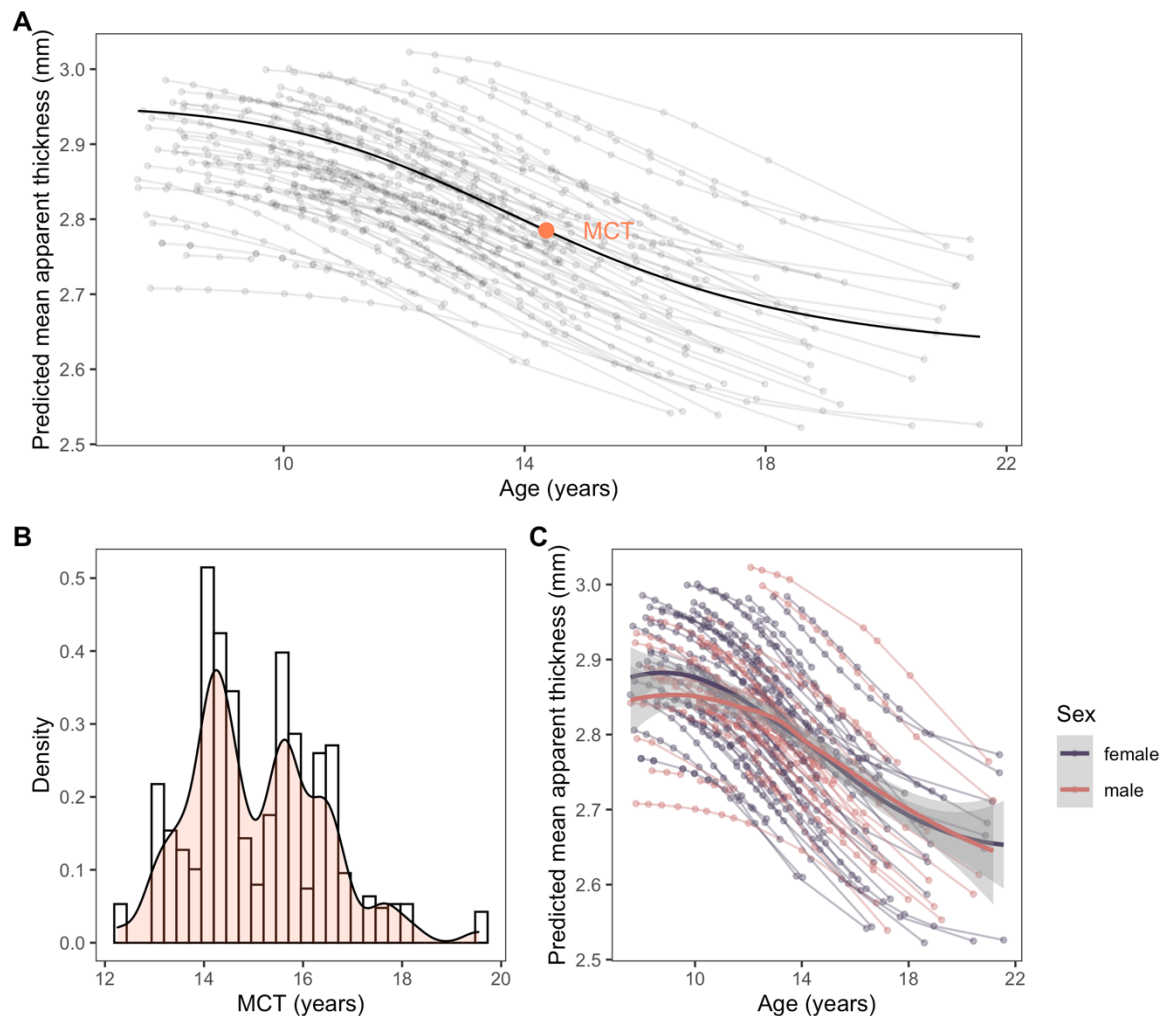 A
Predicted mean apparent thickness (mm)
3.0
2.9
2.8
2.7
2.6
2.5
MCT
10
14
18
22
Age (years)
B
Density
0.5
0.4
0.3
0.2
0.1
0.0
12
14
16
18
20
MCT (years)
C
Predicted mean apparent thickness (mm)
3.0
2.9
2.8
2.7
2.6
2.5
10
14
18
22
Age (years)
Sex
female
male